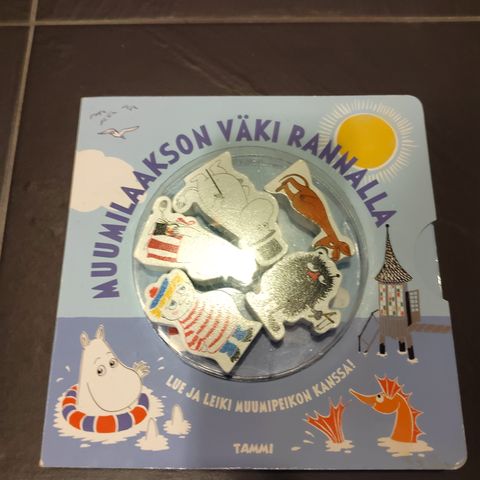 MUUMILAAKSON VÄKI RANNALLA
LUE JA LEIKI MUUMIPEIKON KANSSA!
TAMMI